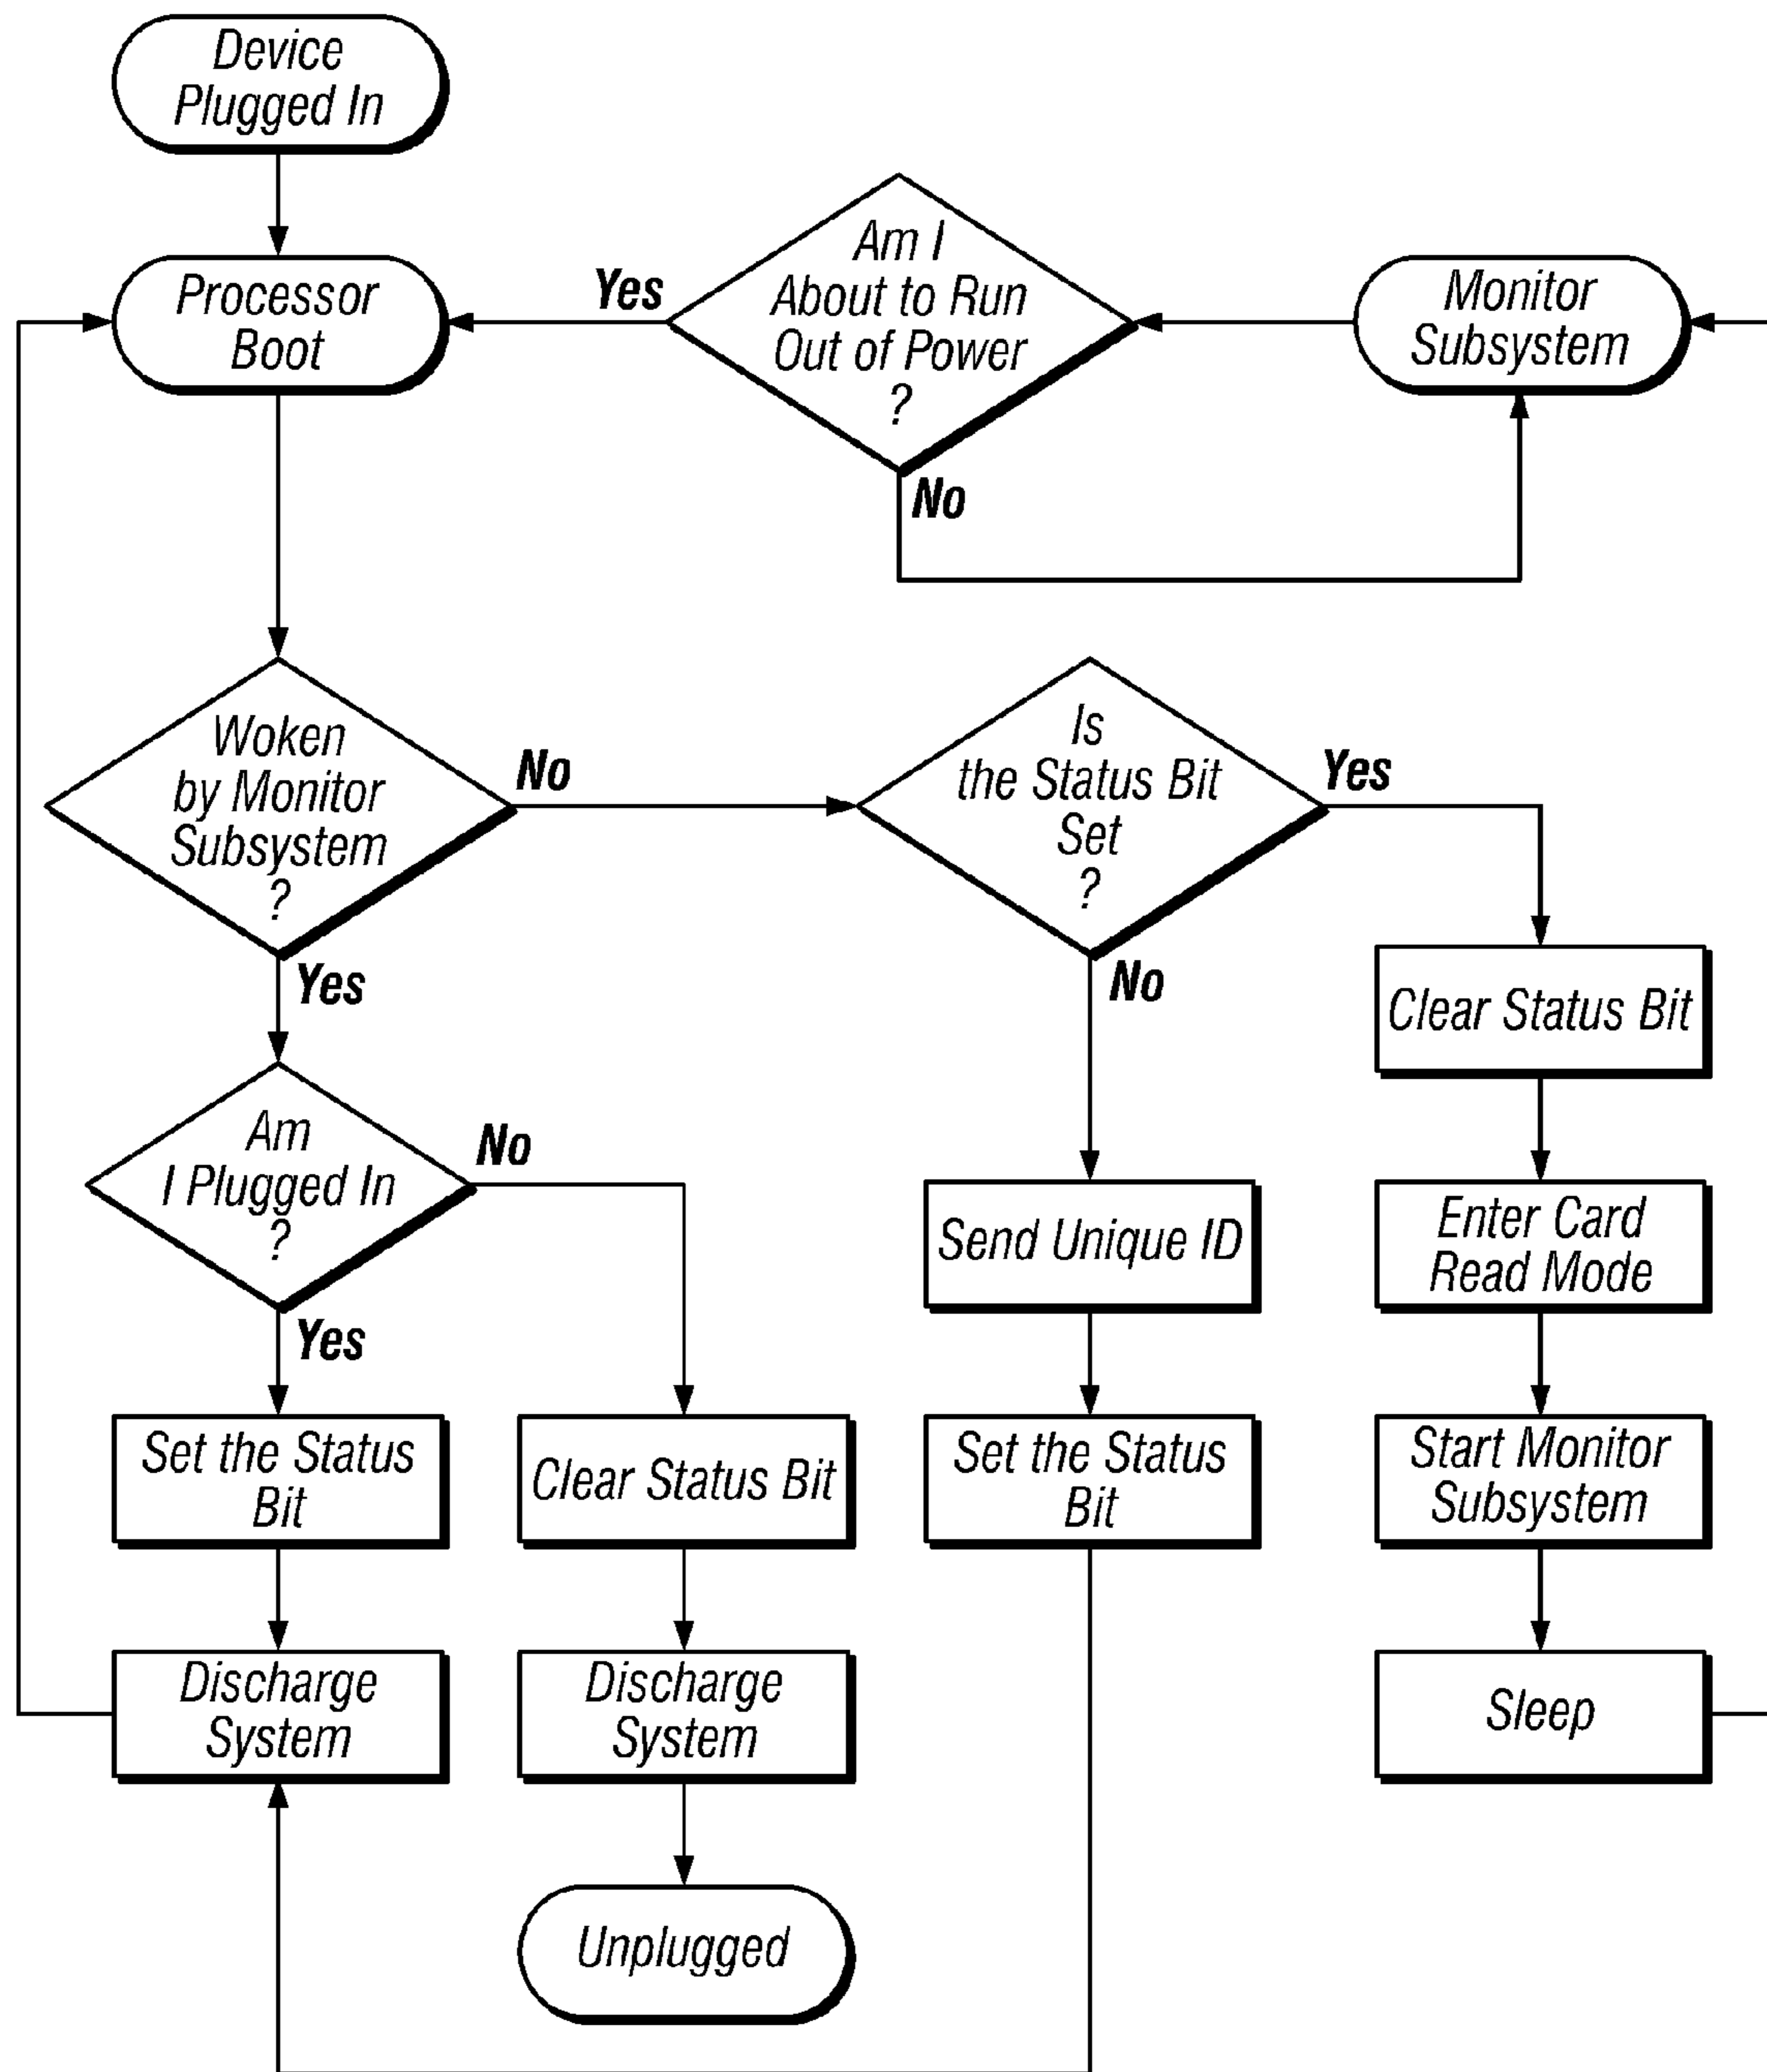 Device
Plugged In
Processor
Boot
Yes
Am I
About to Run
Out of Power
?
No
Monitor
Subsystem
Woken
by Monitor
Subsystem
?
No
Yes
Is
the Status Bit
Set
?
Yes
No
Clear Status Bit
Am
I Plugged In
?
No
Yes
Send Unique ID
Enter Card
Read Mode
Set the Status
Bit
Clear Status Bit
Set the Status
Bit
Start Monitor
Subsystem
Discharge
System
Discharge
System
Sleep
Unplugged